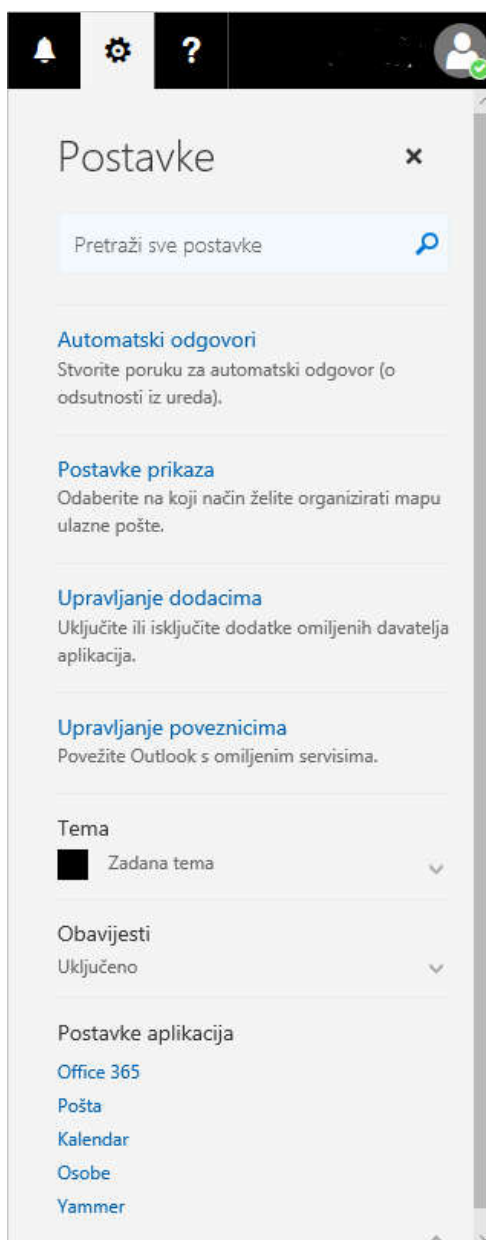 ?
Postavke
Pretraži sve postavke
Automatski odgovori
Stvorite poruku za automatski odgovor (o
odsutnosti iz ureda).
Postavke prikaza
Odaberite na koji način želite organizirati mapu
ulazne pošte.
Upravljanje dodacima
Uključite ili isključite dodatke omiljenih davatelja
aplikacija.
Upravljanje poveznicima
Povežite Outlook s omiljenim servisima.
Tema
Zadana tema
Obavijesti
Uključeno
Postavke aplikacija
Office 365
Pošta
Kalendar
Osobe
Yammer